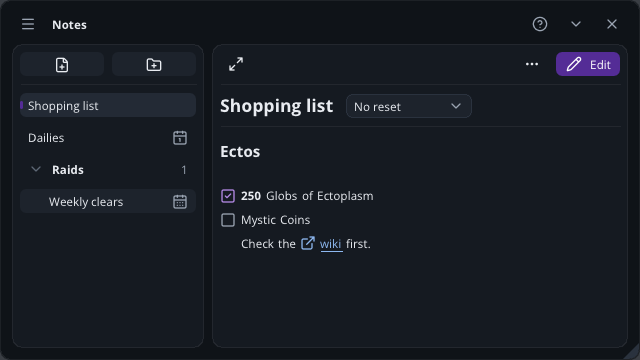 Notes
Edit
Shopping list
Dailies
Raids 1
Weekly clears
Shopping list No reset
Ectos
250 Globs of Ectoplasm
Mystic Coins
Check the wiki first.